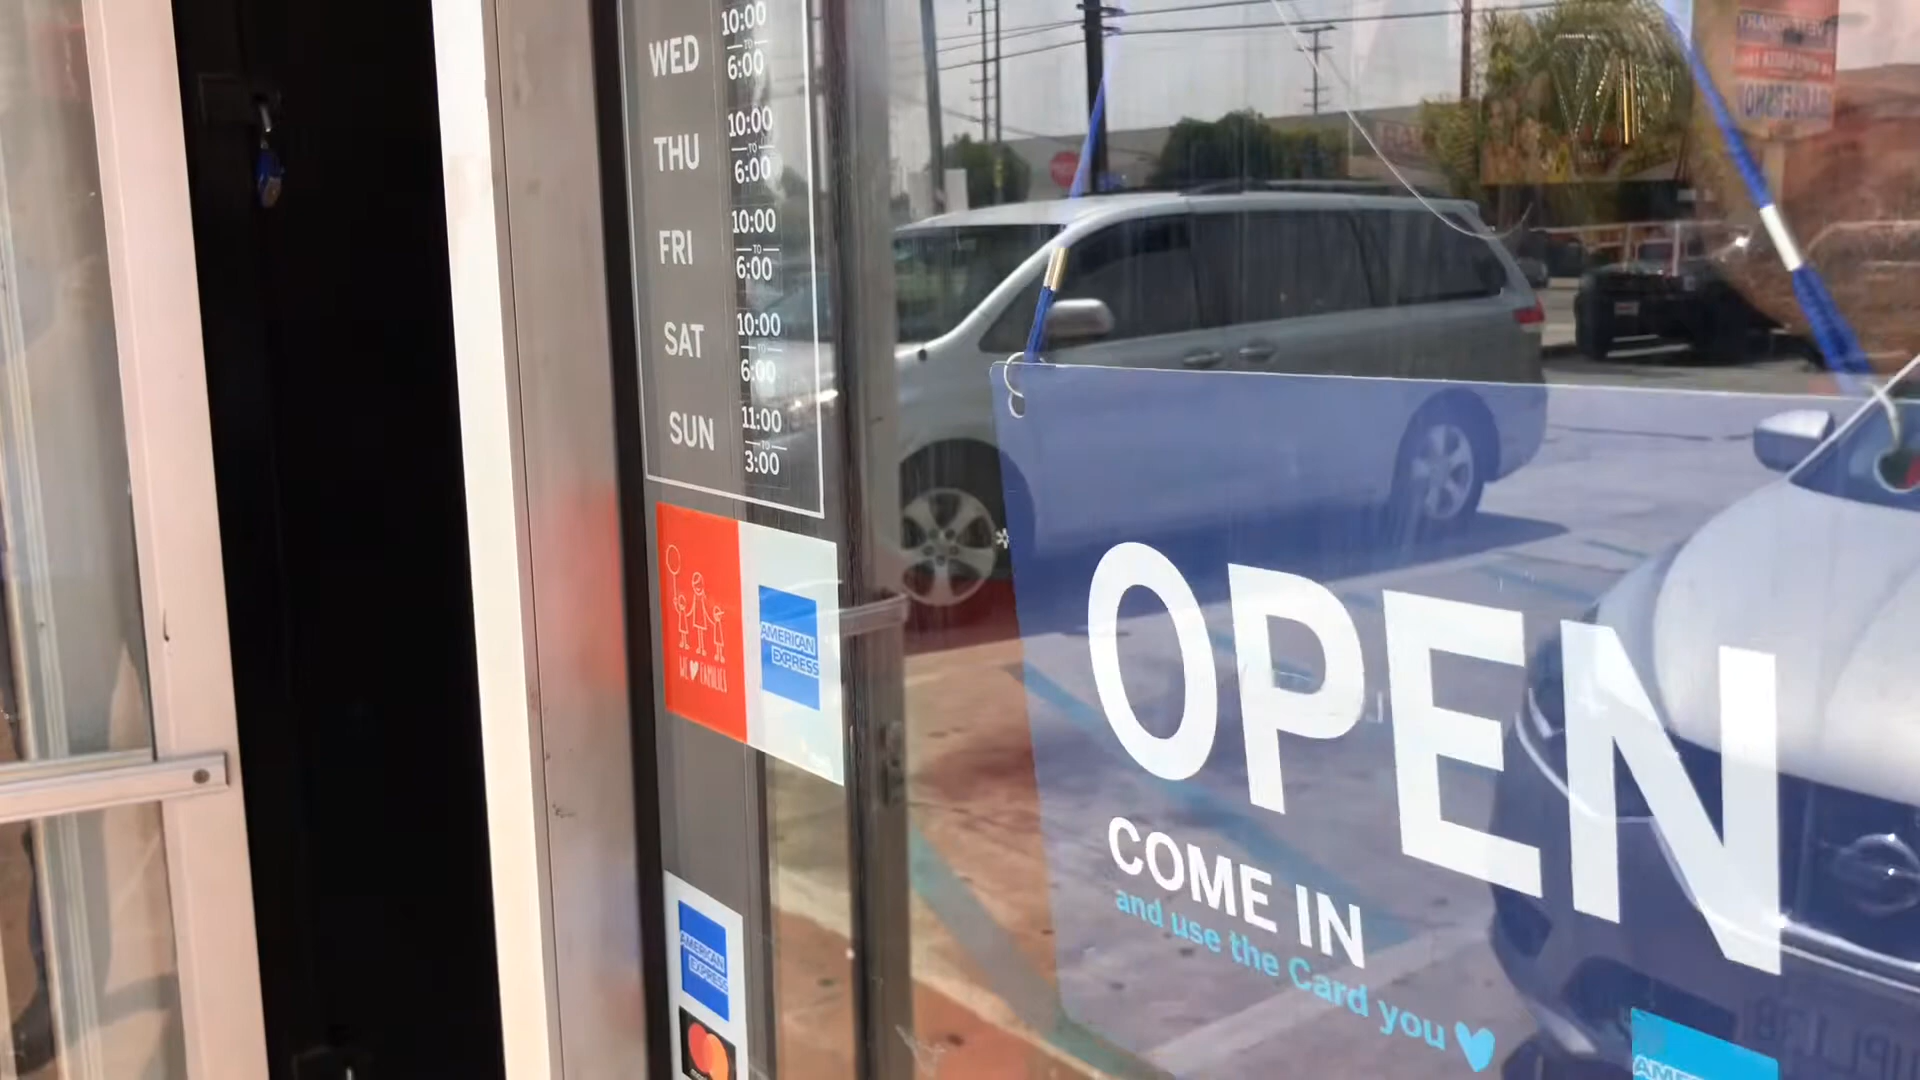 WED
10:00
TO
6:00
THU
10:00
TO
6:00
FRI
10:00
TO
6:00
SAT
10:00
TO
6:00
SUN
11:00
TO
3:00
WE ♥ FAMILIES
AMERICAN
EXPRESS
AMERICAN
EXPRESS
OPEN
COME IN
and use the Card you ♥